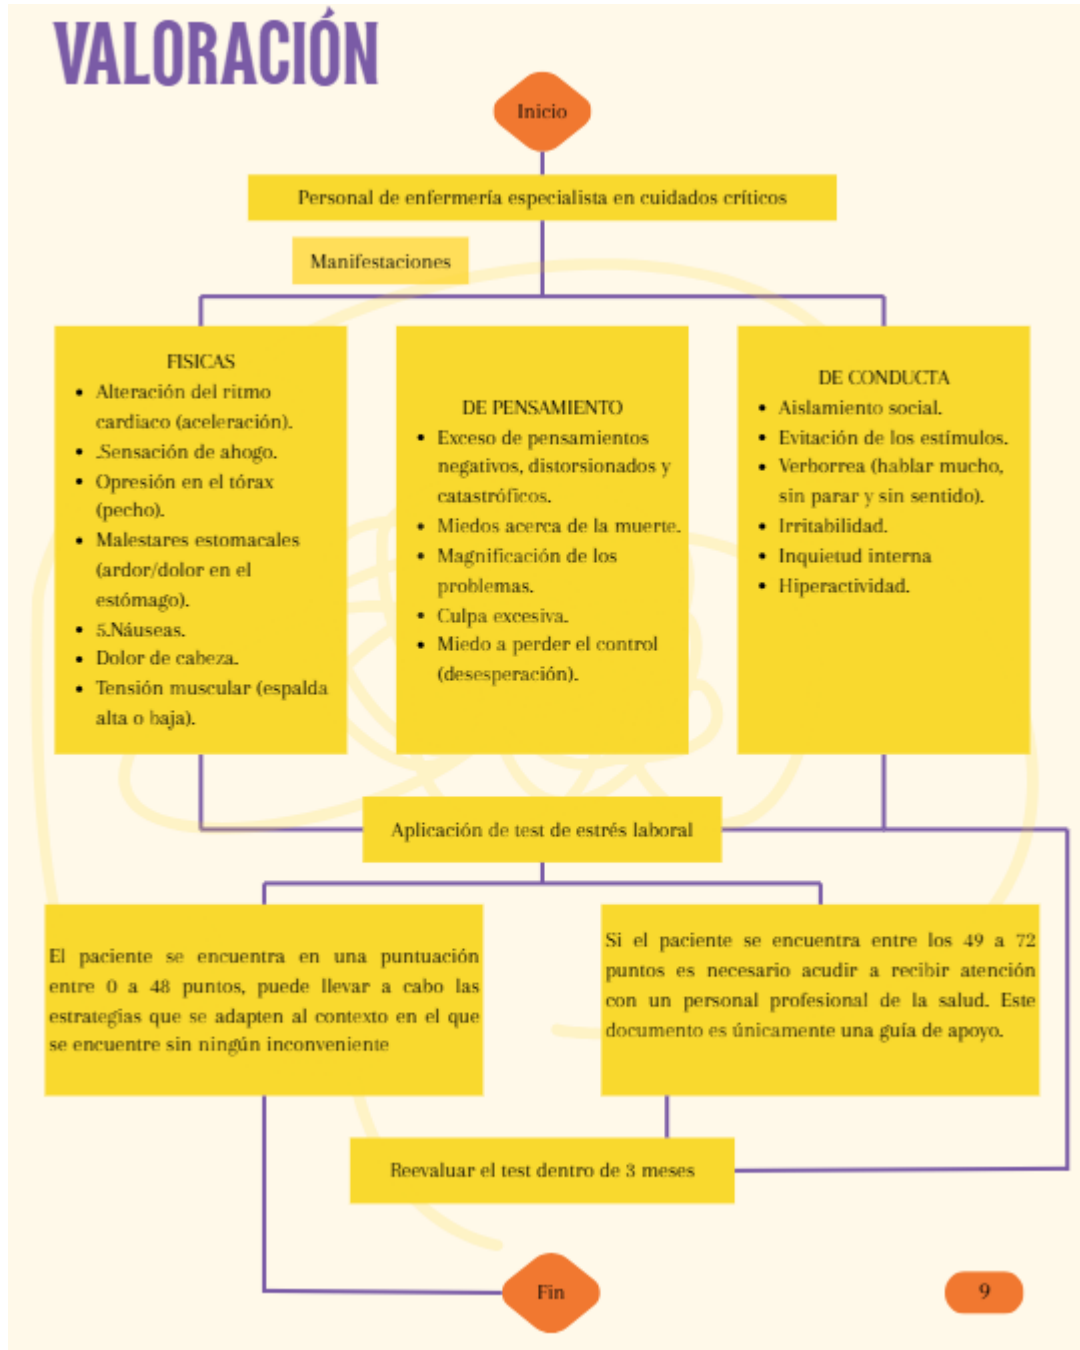 VALORACIÓN
Inicio
Personal de enfermería especialista en cuidados críticos
Manifestaciones
FISICAS
• Alteración del ritmo
cardiaco (aceleración).
• .Sensación de ahogo.
• Opresión en el tórax
(pecho).
• Malestares estomacales
(ardor/dolor en el
estómago).
• 5.Náuseas.
• Dolor de cabeza.
• Tensión muscular (espalda
alta o baja).
DE PENSAMIENTO
• Exceso de pensamientos
negativos, distorsionados y
catastróficos.
• Miedos acerca de la muerte.
• Magnificación de los
problemas.
• Culpa excesiva.
• Miedo a perder el control
(desesperación).
DE CONDUCTA
• Aislamiento social.
• Evitación de los estímulos.
• Verborrea (hablar mucho,
sin parar y sin sentido).
• Irritabilidad.
• Inquietud interna
• Hiperactividad.
Aplicación de test de estrés laboral
El paciente se encuentra en una puntuación
entre 0 a 48 puntos, puede llevar a cabo las
estrategias que se adapten al contexto en el que
se encuentre sin ningún inconveniente
Si el paciente se encuentra entre los 49 a 72
puntos es necesario acudir a recibir atención
con un personal profesional de la salud. Este
documento es únicamente una guía de apoyo.
Reevaluar el test dentro de 3 meses
Fin
9